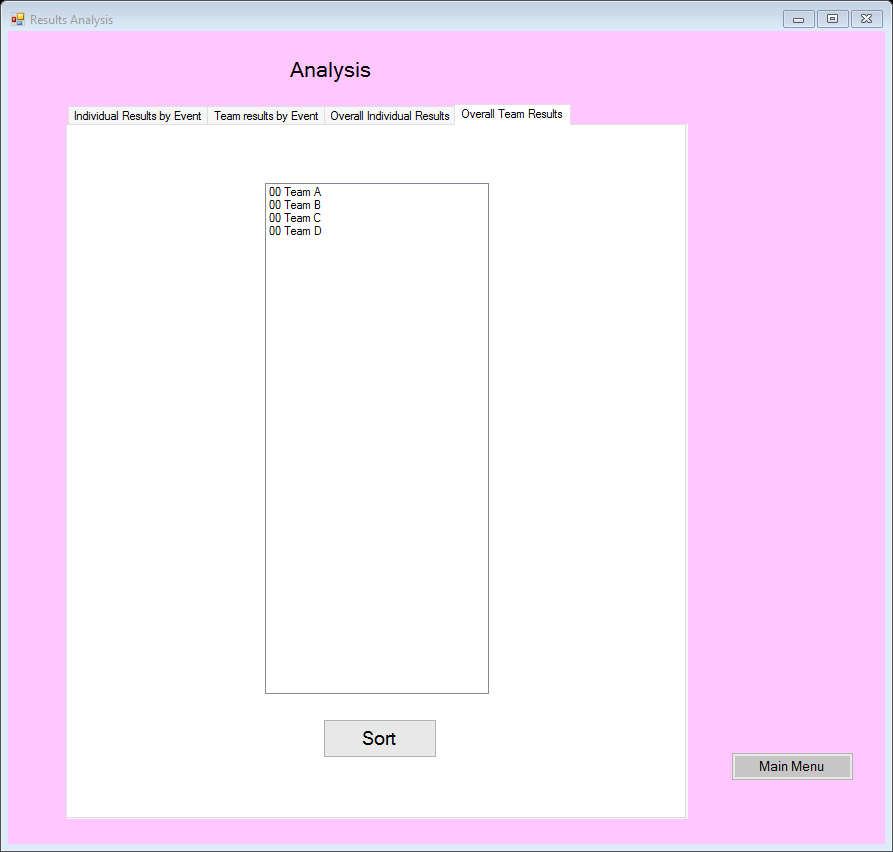 Results Analysis
Analysis
Individual Results by Event
Team results by Event
Overall Individual Results
Overall Team Results
00 Team A
00 Team B
00 Team C
00 Team D
Sort
Main Menu